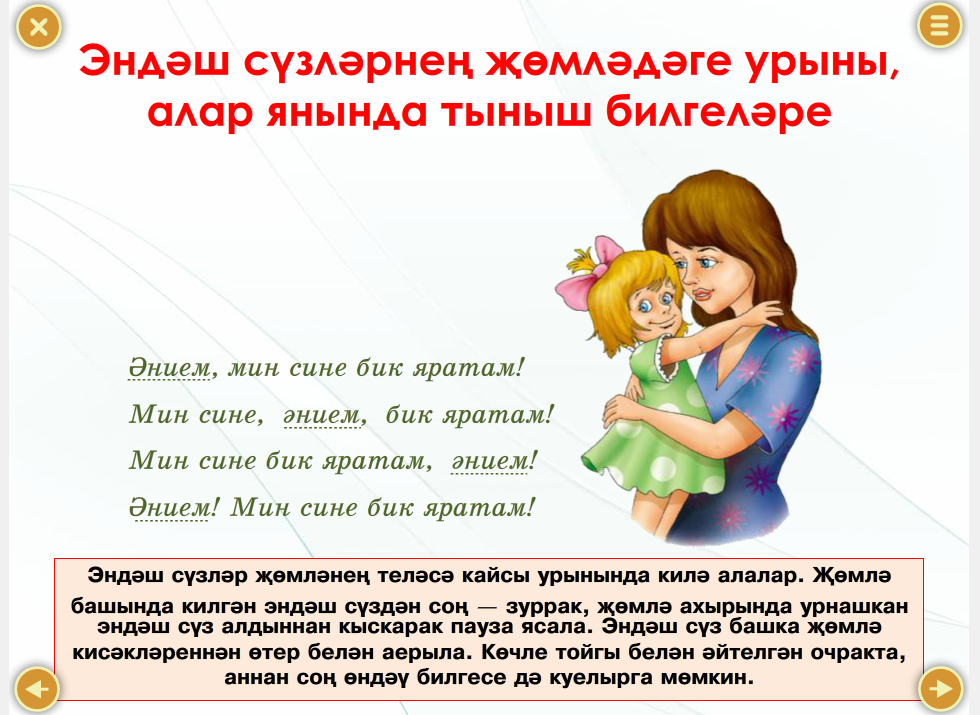 Эндәш сүзләрнең җөмләдәге урыны,
алар янында тыныш билгеләре
Әнием, мин сине бик яратам!
Мин сине, әнием, бик яратам!
Мин сине бик яратам, әнием!
Әнием! Мин сине бик яратам!
Эндәш сүзләр җөмләнең теләсә кайсы урынында килә алалар. Җөмлә
башында килгән эндәш сүздән соң — зуррак, җөмлә ахырында урнашкан
эндәш сүз алдыннан кыскарак пауза ясала. Эндәш сүз башка җөмлә
кисәкләреннән өтер белән аерыла. Көчле тойгы белән әйтелгән очракта,
аннан соң өндәү билгесе дә куелырга мөмкин.